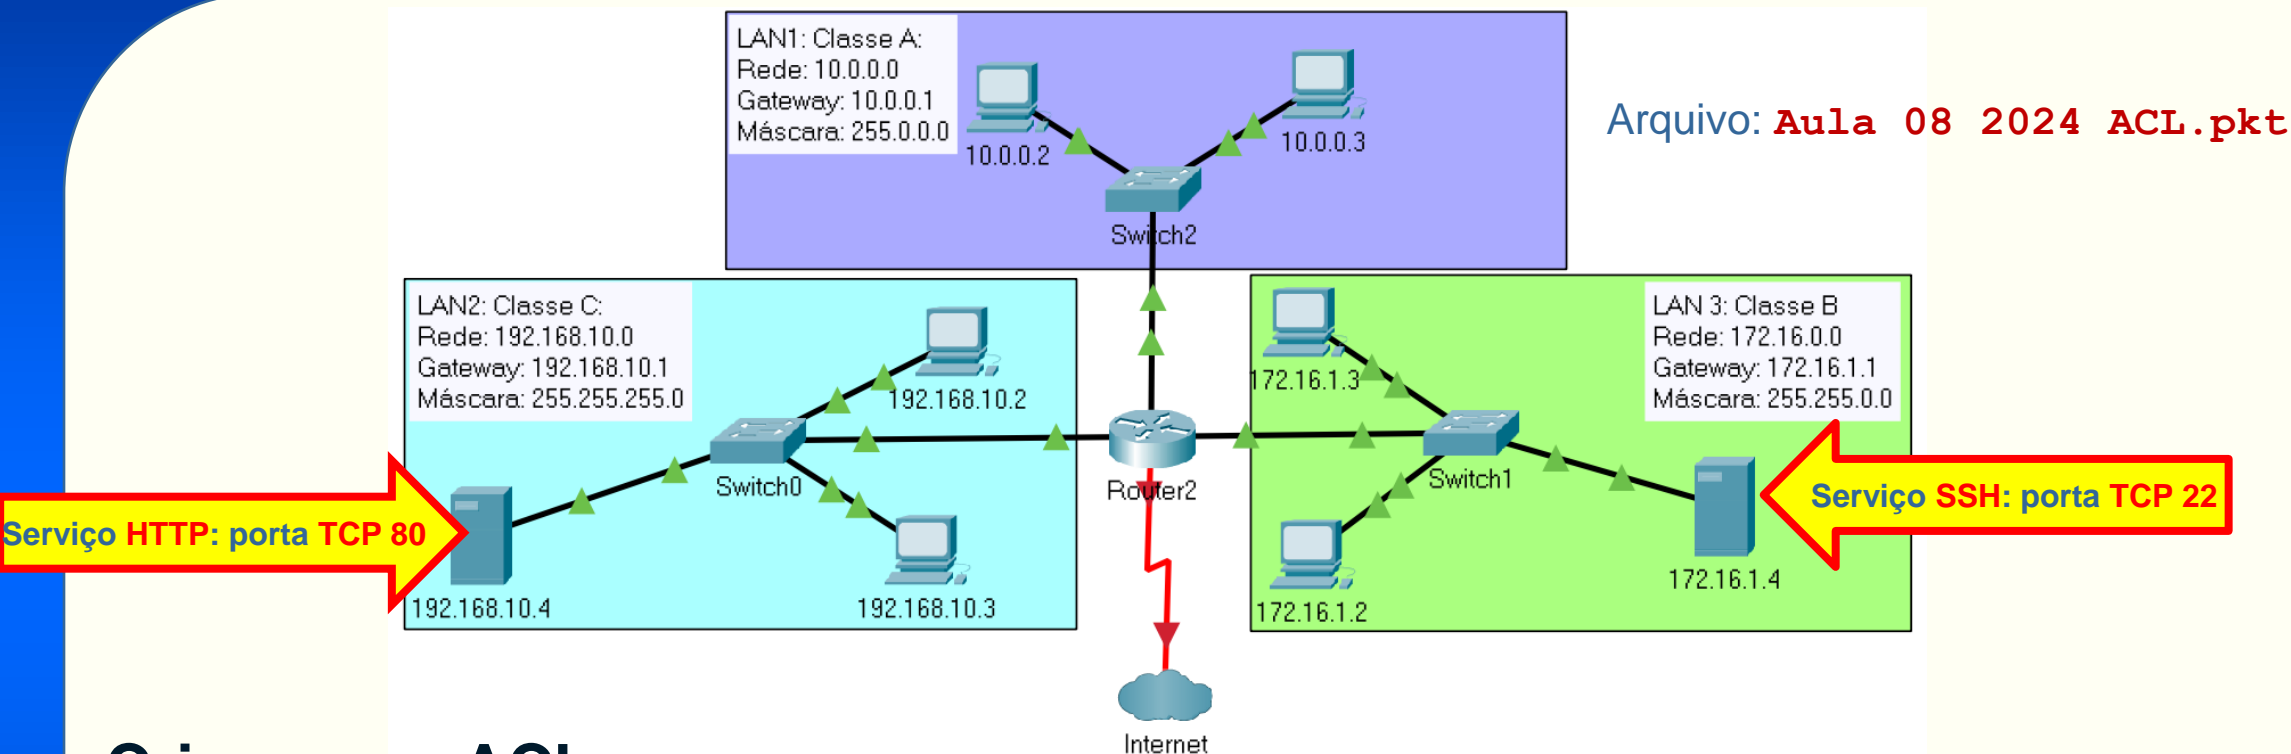 LAN1: Classe A:
Rede: 10.0.0.0
Gateway: 10.0.0.1
Máscara: 255.0.0.0
10.0.0.2
10.0.0.3
Switch2
Arquivo: Aula 08 2024 ACL.pkt
LAN2: Classe C:
Rede: 192.168.10.0
Gateway: 192.168.10.1
Máscara: 255.255.255.0
192.168.10.2
Switch0
192.168.10.4
192.168.10.3
Serviço HTTP: porta TCP 80
Router2
Internet
172.16.1.3
LAN 3: Classe B
Rede: 172.16.0.0
Gateway: 172.16.1.1
Máscara: 255.255.0.0
Switch1
172.16.1.2
172.16.1.4
Serviço SSH: porta TCP 22